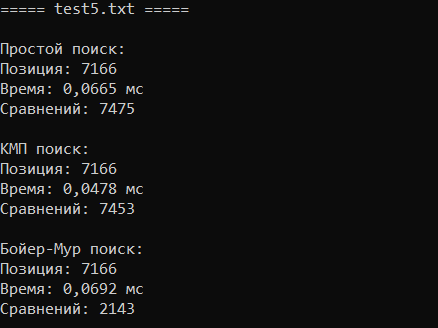 ===== test5.txt =====
Простой поиск:
Позиция: 7166
Время: 0,0665 мс
Сравнений: 7475
КМП поиск:
Позиция: 7166
Время: 0,0478 мс
Сравнений: 7453
Бойер-Мур поиск:
Позиция: 7166
Время: 0,0692 мс
Сравнений: 2143